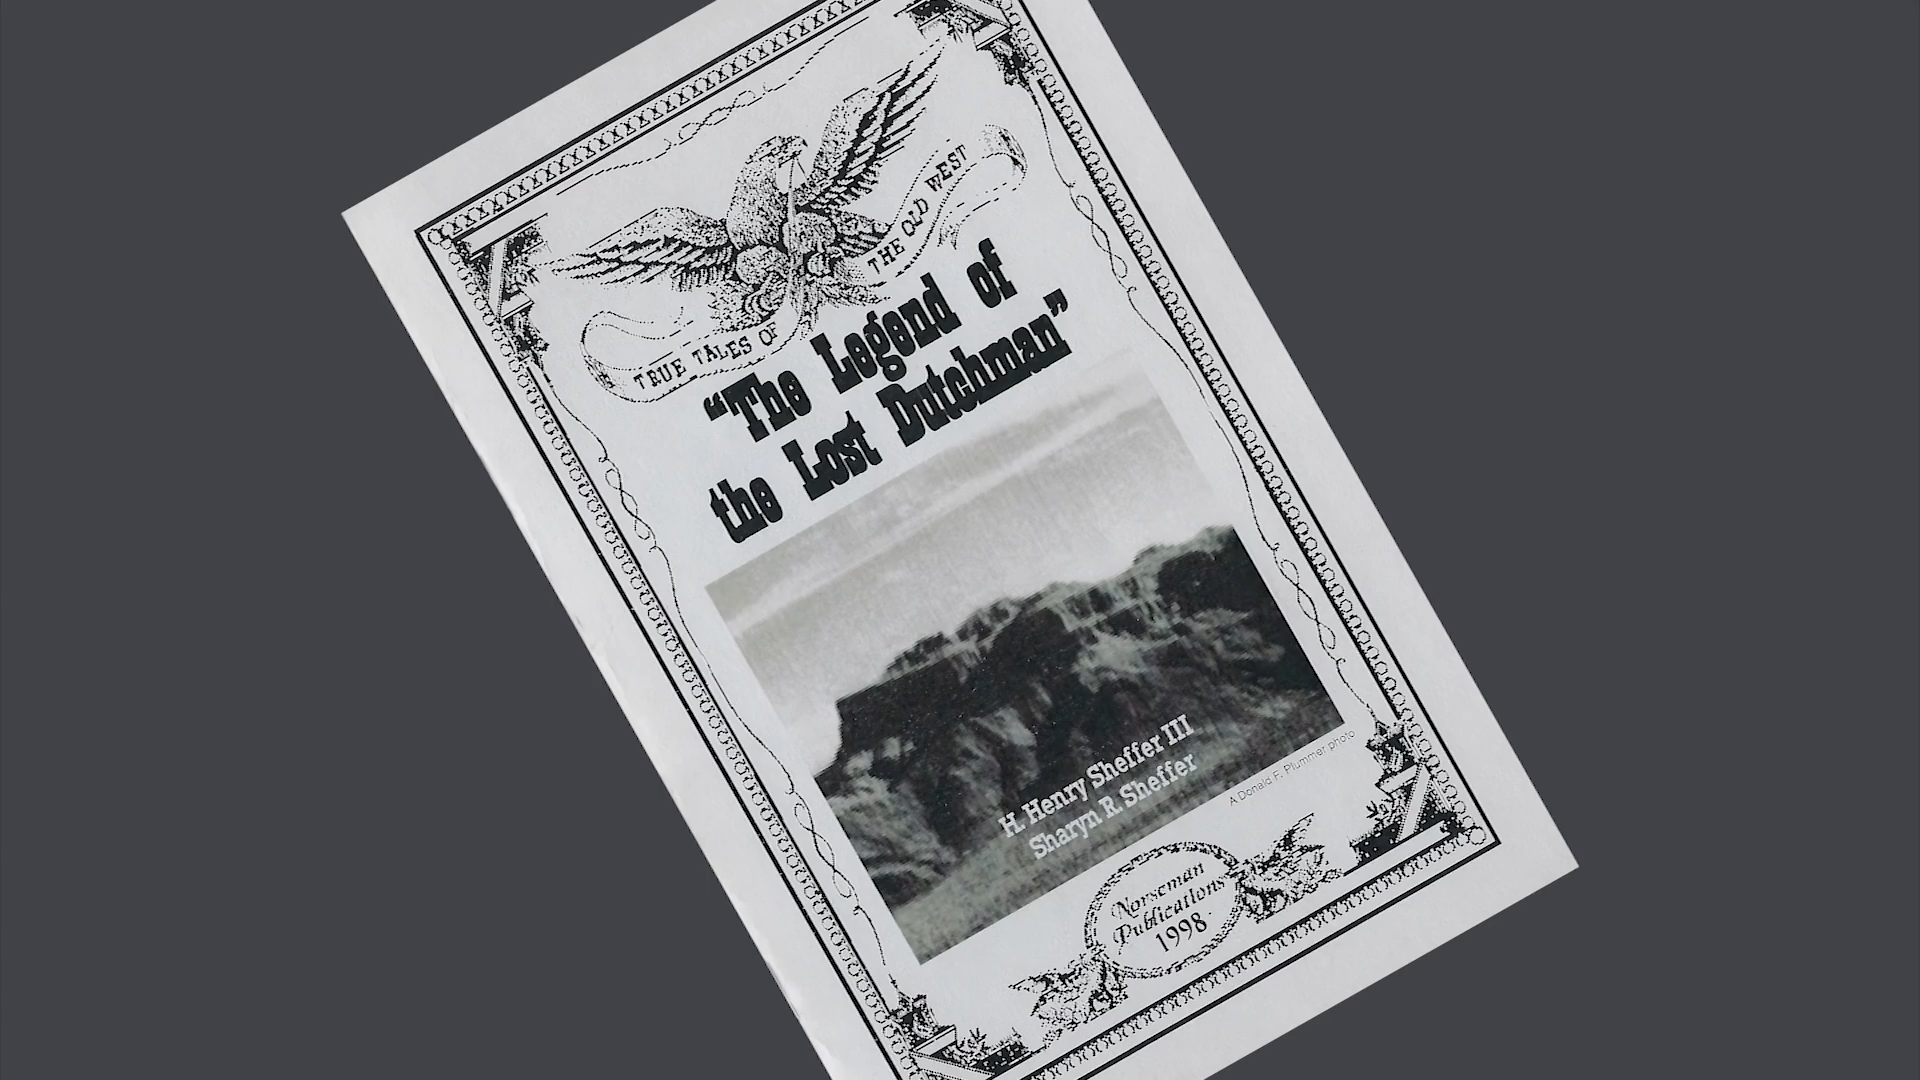 TRUE TALES OF THE OLD WEST
“The Legend of
the Lost Dutchman”
H. Henry Sheffer III
Sharyn R. Sheffer
A Donald F. Plummer photo
Norseman
Publications
1998